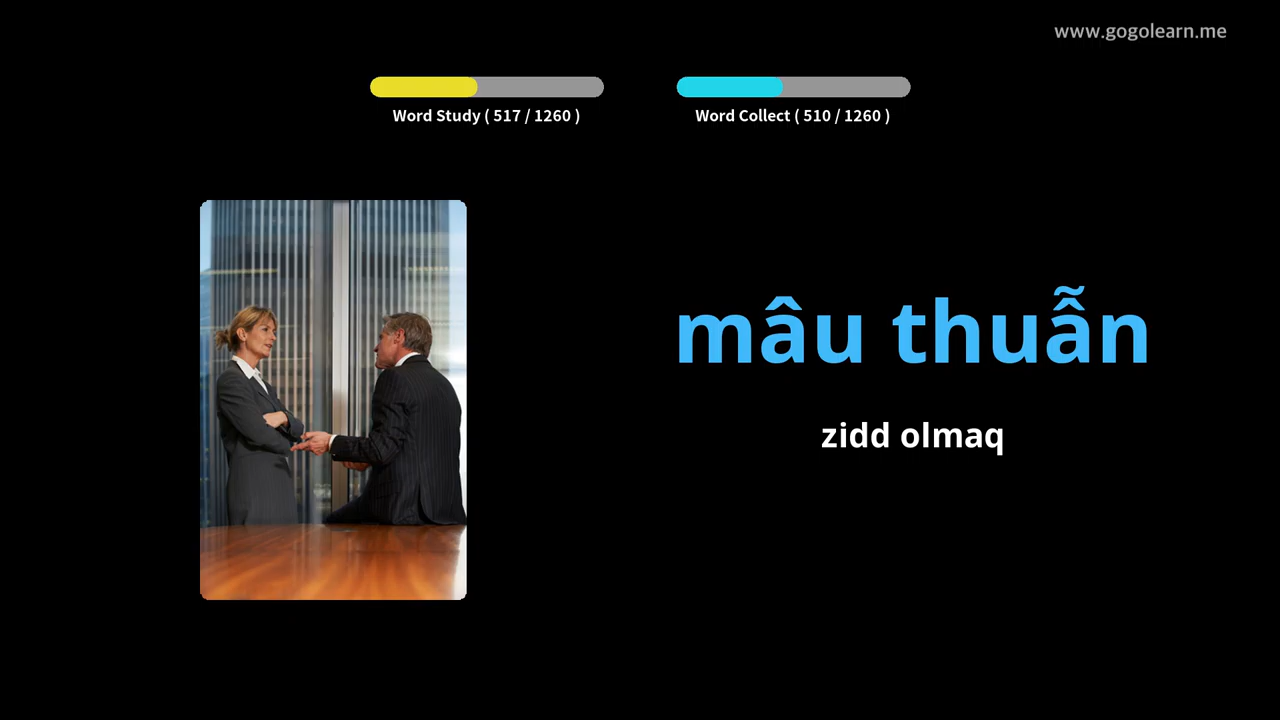 www.gogolearn.me
Word Study ( 517 / 1260 )
Word Collect ( 510 / 1260 )
mâu thuẫn
zidd olmaq